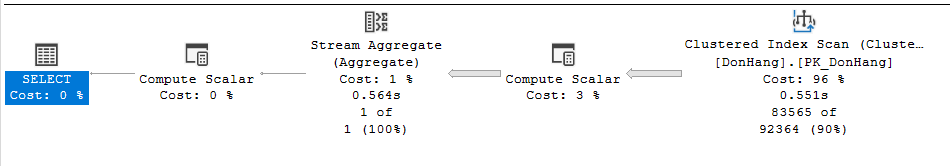 SELECT
Cost: 0 %
Compute Scalar
Cost: 0 %
Stream Aggregate
(Aggregate)
Cost: 1 %
0.564s
1 of
1 (100%)
Compute Scalar
Cost: 3 %
Clustered Index Scan (Cluste…
[DonHang].[PK_DonHang]
Cost: 96 %
0.551s
83565 of
92364 (90%)